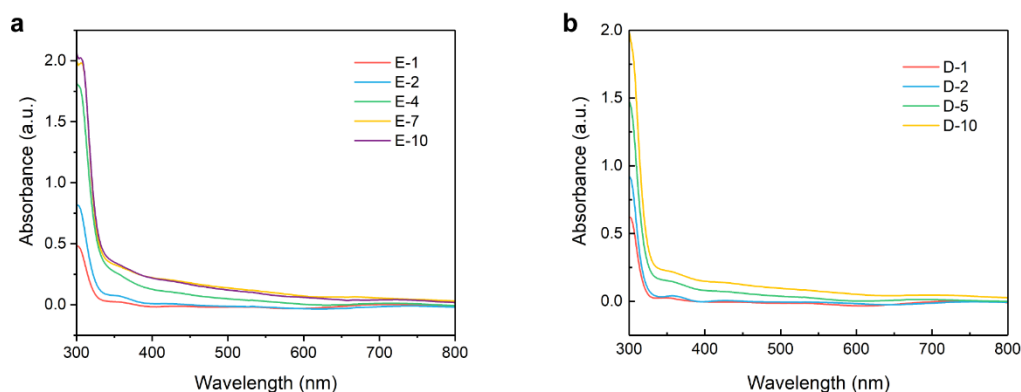 a
2.0
1.5
1.0
0.5
0.0
Absorbance (a.u.)
E-1
E-2
E-4
E-7
E-10
300 400 500 600 700 800
Wavelength (nm)
b
2.0
1.5
1.0
0.5
0.0
Absorbance (a.u.)
D-1
D-2
D-5
D-10
300 400 500 600 700 800
Wavelength (nm)